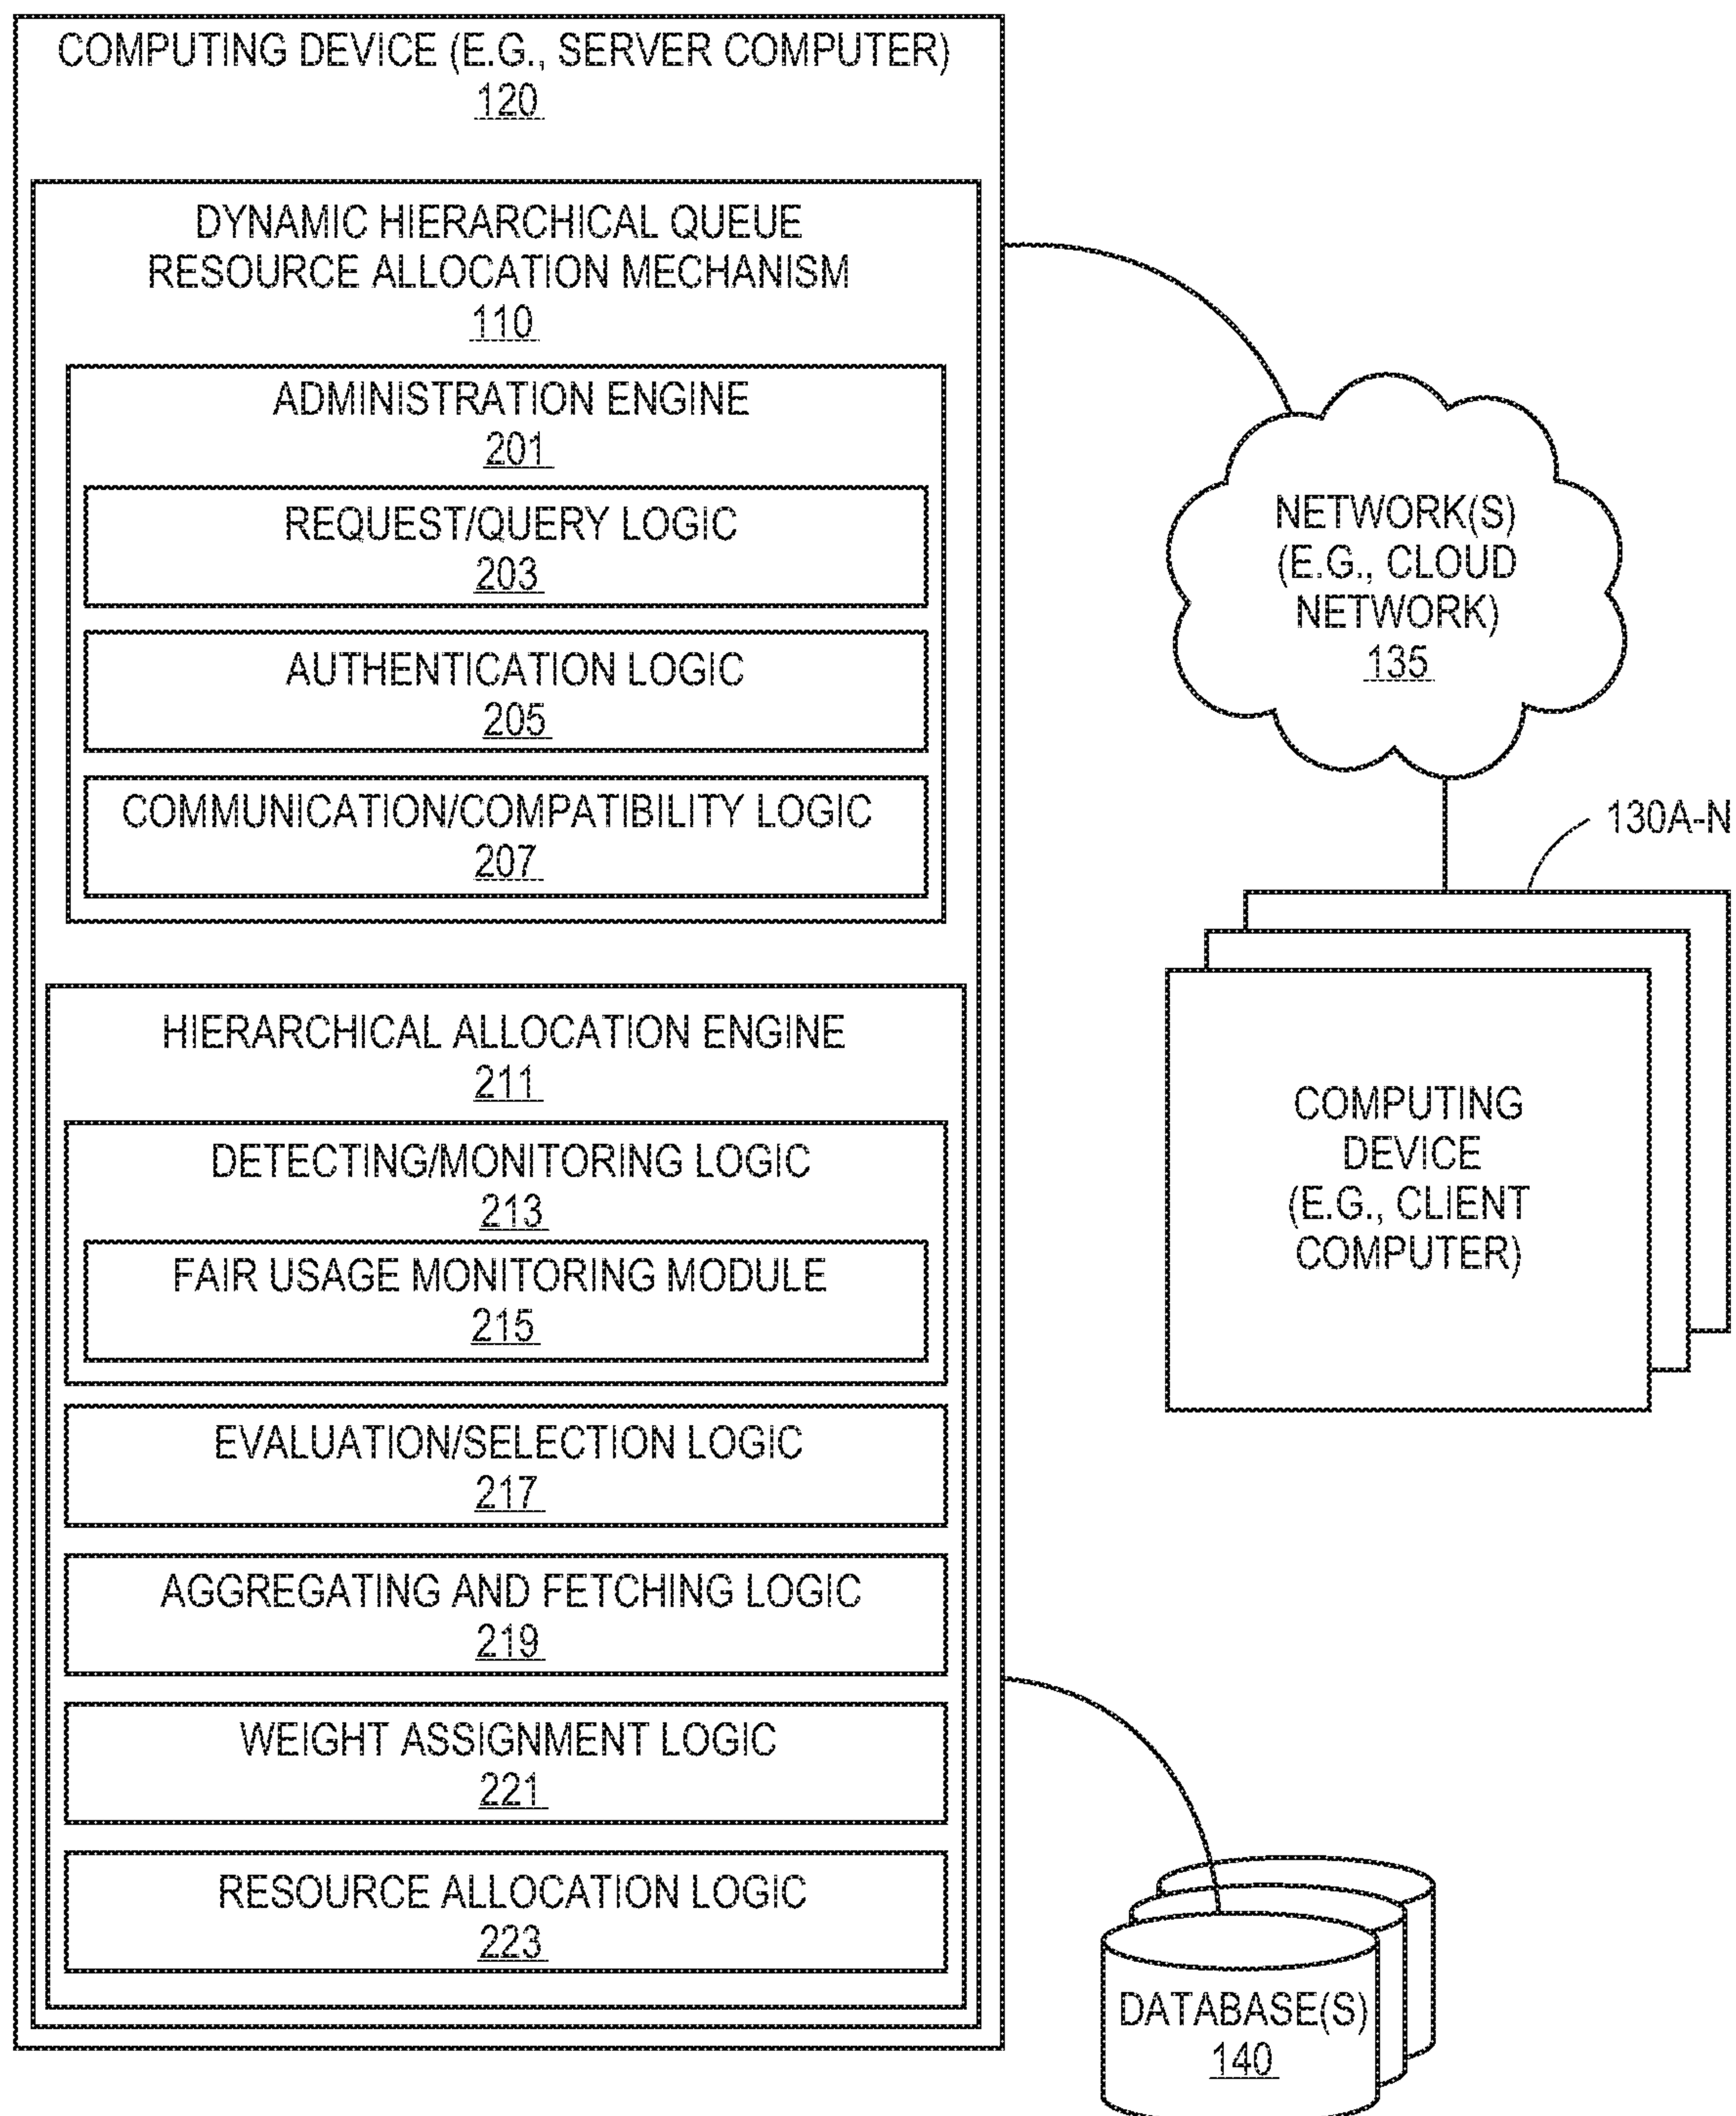 COMPUTING DEVICE (E.G., SERVER COMPUTER)
120
DYNAMIC HIERARCHICAL QUEUE
RESOURCE ALLOCATION MECHANISM
110
ADMINISTRATION ENGINE
201
REQUEST/QUERY LOGIC
203
AUTHENTICATION LOGIC
205
COMMUNICATION/COMPATIBILITY LOGIC
207
HIERARCHICAL ALLOCATION ENGINE
211
DETECTING/MONITORING LOGIC
213
FAIR USAGE MONITORING MODULE
215
EVALUATION/SELECTION LOGIC
217
AGGREGATING AND FETCHING LOGIC
219
WEIGHT ASSIGNMENT LOGIC
221
RESOURCE ALLOCATION LOGIC
223
NETWORK(S)
(E.G., CLOUD
NETWORK)
135
130A-N
COMPUTING
DEVICE
(E.G., CLIENT
COMPUTER)
DATABASE(S)
140